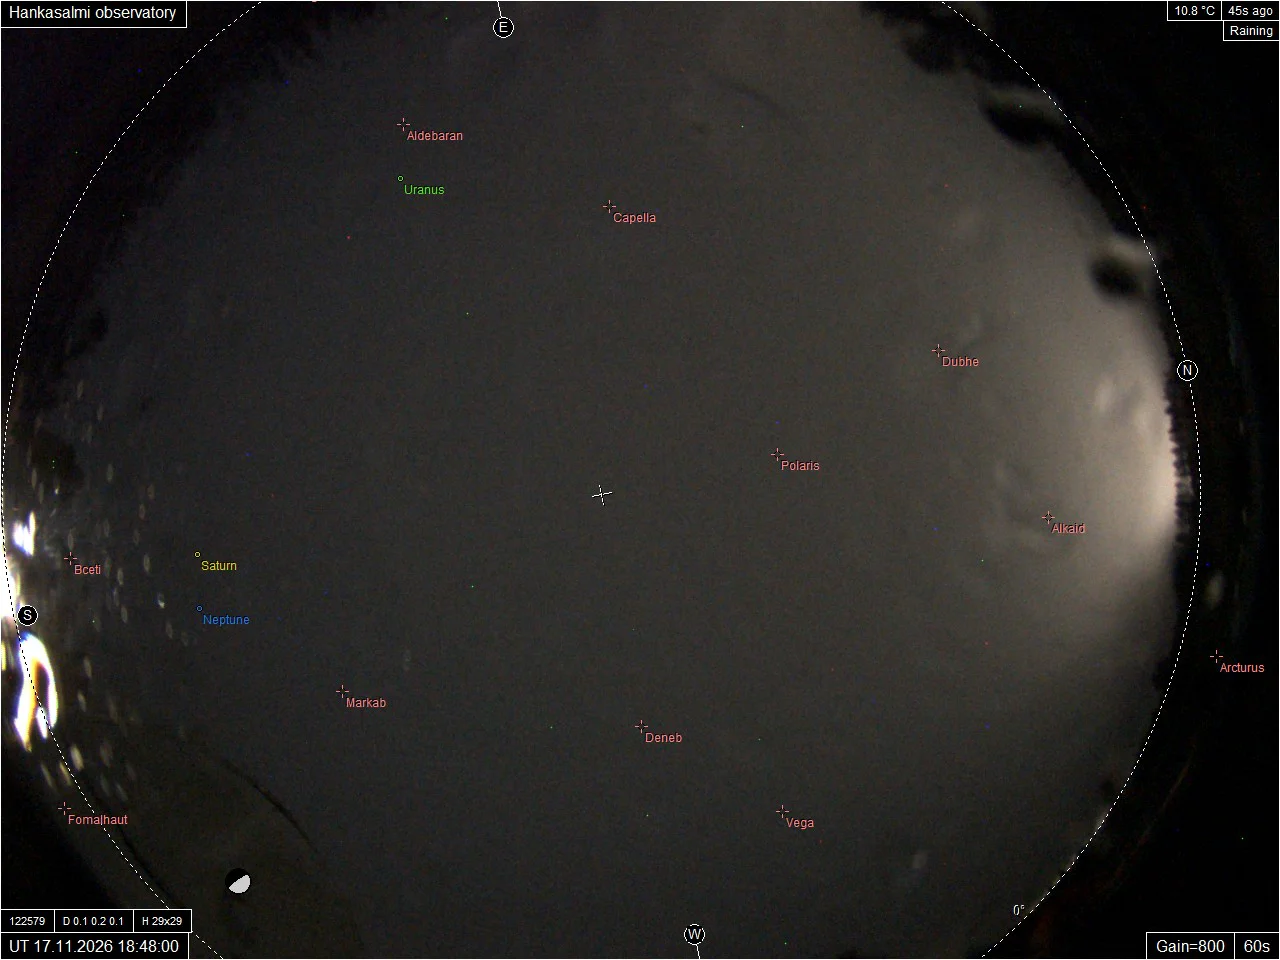 Hankasalmi observatory
10.8 °C
45s ago
Raining
E
Aldebaran
Uranus
Capella
Dubhe
N
Polaris
Alkaid
Bceti
Saturn
S
Neptune
Arcturus
Markab
Deneb
Fomalhaut
Vega
0°
W
122579
D 0.1 0.2 0.1
H 29x29
UT 17.11.2026 18:48:00
Gain=800
60s